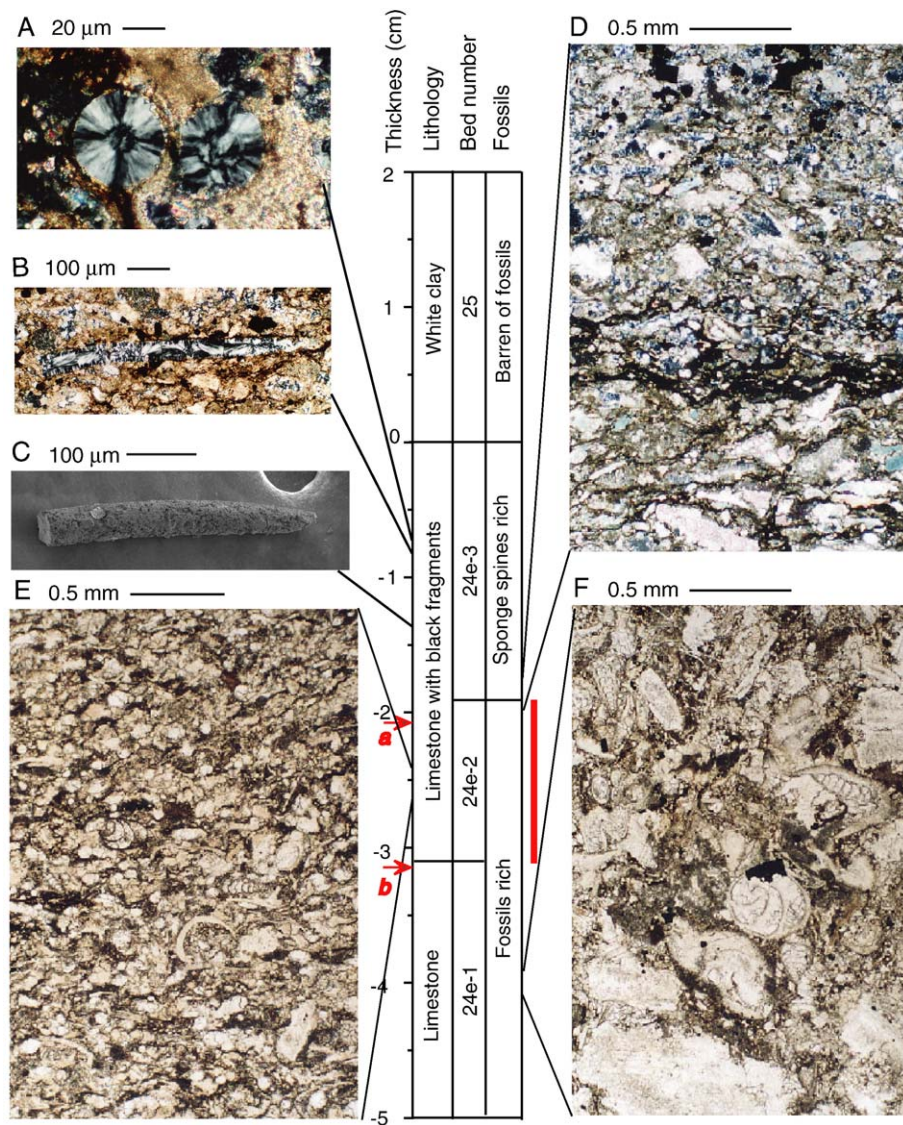 A 20 μm
B 100 μm
C 100 μm
E 0.5 mm
Thickness (cm)
Lithology
Bed number
Fossils
D 0.5 mm
F 0.5 mm
2
1
0
-1
-2
-3
-4
-5
a
b
White clay
Limestone with black fragments
Limestone
25
24e-3
24e-2
24e-1
Barren of fossils
Sponge spines rich
Fossils rich